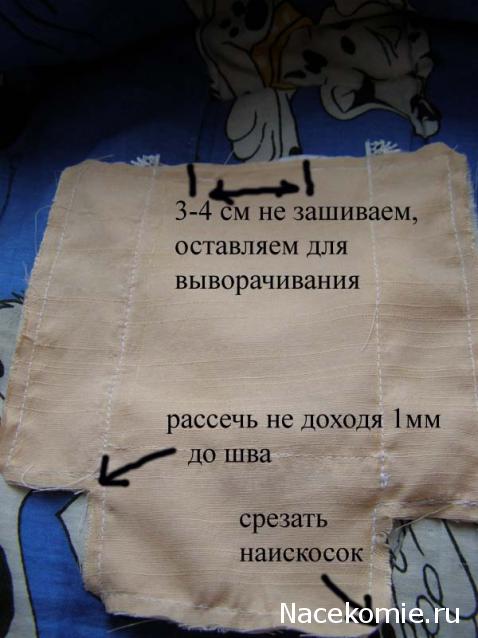 3-4 см не зашиваем,
оставляем для
выворачивания
рассечь не доходя 1мм
до шва
срезать
наискосок
Nacekomie.ru